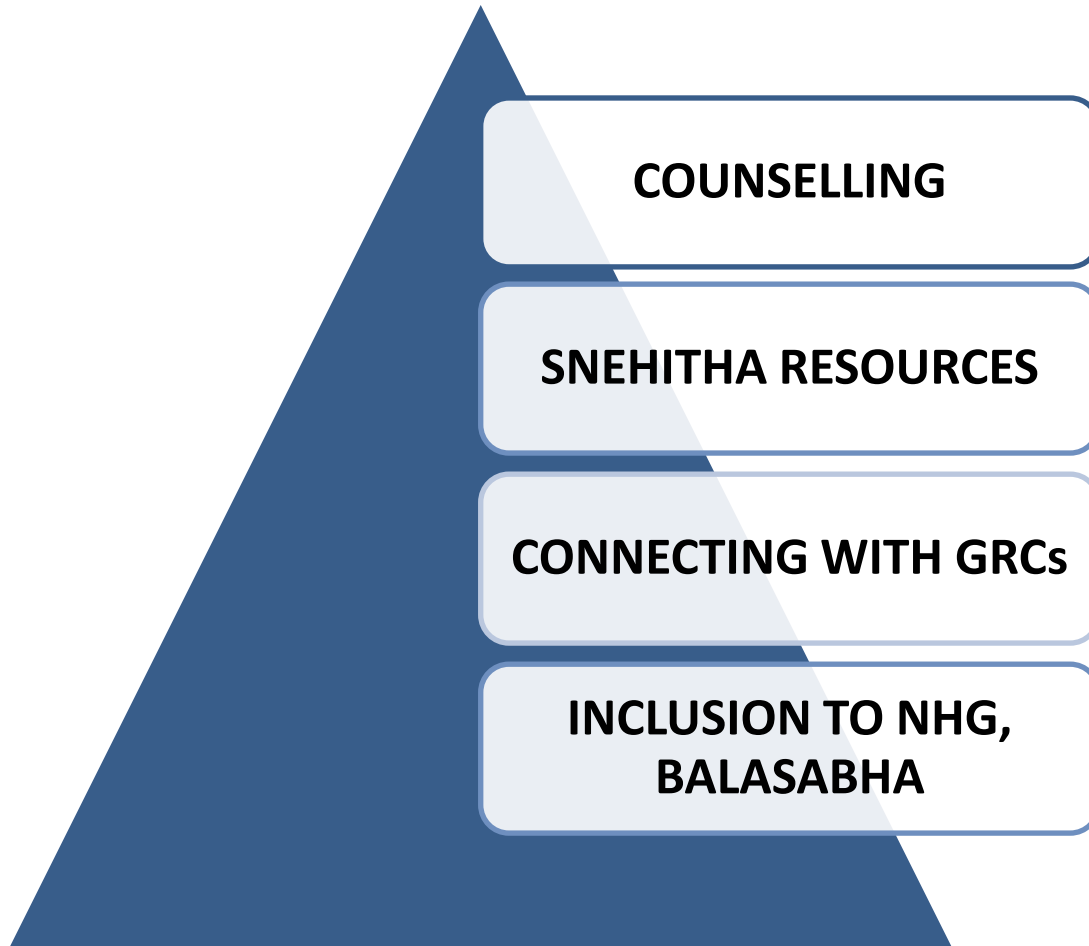 COUNSELLING
SNEHITHA RESOURCES
CONNECTING WITH GRCs
INCLUSION TO NHG,
BALASABHA